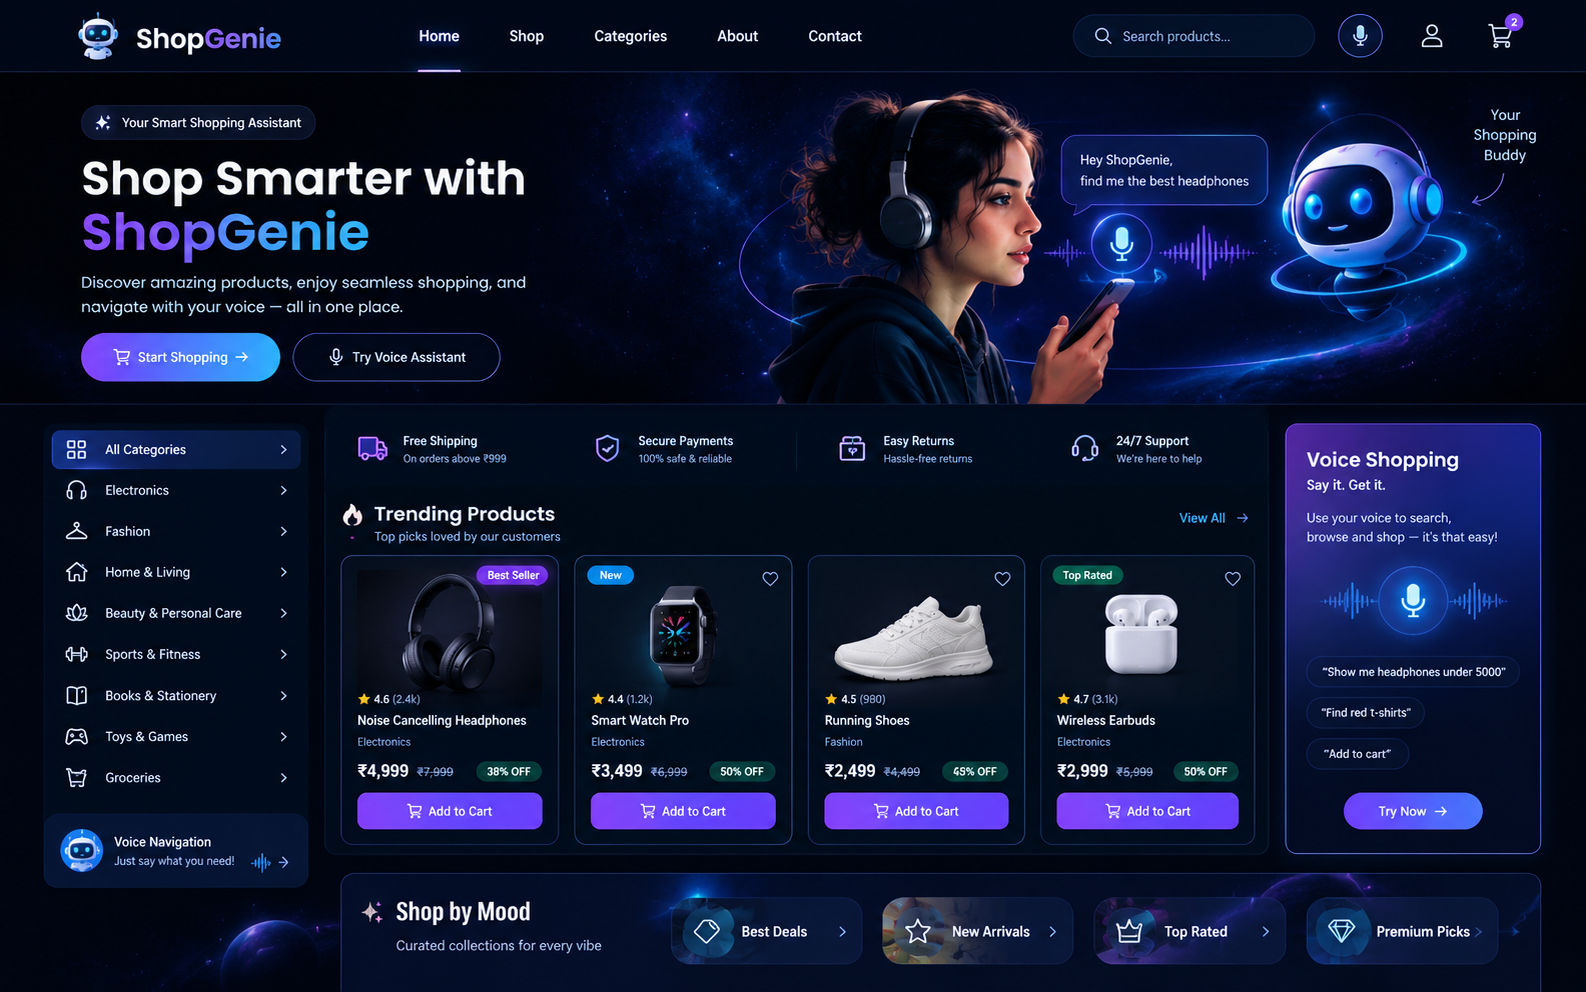 ShopGenie
Home
Shop
Categories
About
Contact
Search products...
2
Your Smart Shopping Assistant
Shop Smarter with
ShopGenie
Discover amazing products, enjoy seamless shopping, and
navigate with your voice — all in one place.
Start Shopping →
Try Voice Assistant
Hey ShopGenie,
find me the best headphones
Your
Shopping
Buddy
All Categories
Electronics
Fashion
Home & Living
Beauty & Personal Care
Sports & Fitness
Books & Stationery
Toys & Games
Groceries
Voice Navigation
Just say what you need!
Free Shipping
On orders above ₹999
Secure Payments
100% safe & reliable
Easy Returns
Hassle-free returns
24/7 Support
We're here to help
Trending Products
Top picks loved by our customers
View All →
Best Seller
4.6 (2.4k)
Noise Cancelling Headphones
Electronics
₹4,999 ₹7,999 38% OFF
Add to Cart
New
4.4 (1.2k)
Smart Watch Pro
Electronics
₹3,499 ₹6,999 50% OFF
Add to Cart
4.5 (980)
Running Shoes
Fashion
₹2,499 ₹4,499 45% OFF
Add to Cart
Top Rated
4.7 (3.1k)
Wireless Earbuds
Electronics
₹2,999 ₹5,999 50% OFF
Add to Cart
Voice Shopping
Say it. Get it.
Use your voice to search,
browse and shop — it's that easy!
"Show me headphones under 5000"
"Find red t-shirts"
"Add to cart"
Try Now →
Shop by Mood
Curated collections for every vibe
Best Deals
New Arrivals
Top Rated
Premium Picks